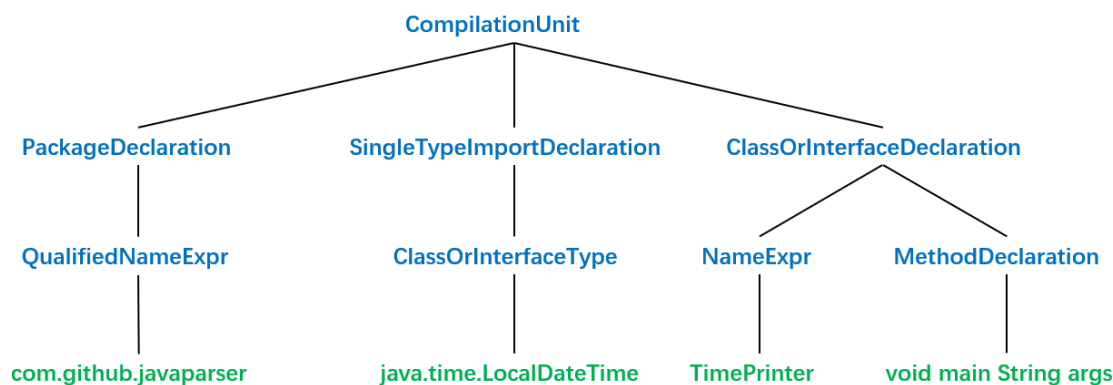 CompilationUnit
PackageDeclaration SingleTypeImportDeclaration ClassOrInterfaceDeclaration
QualifiedNameExpr ClassOrInterfaceType NameExpr MethodDeclaration
com.github.javaparser java.time.LocalDateTime TimePrinter void main String args